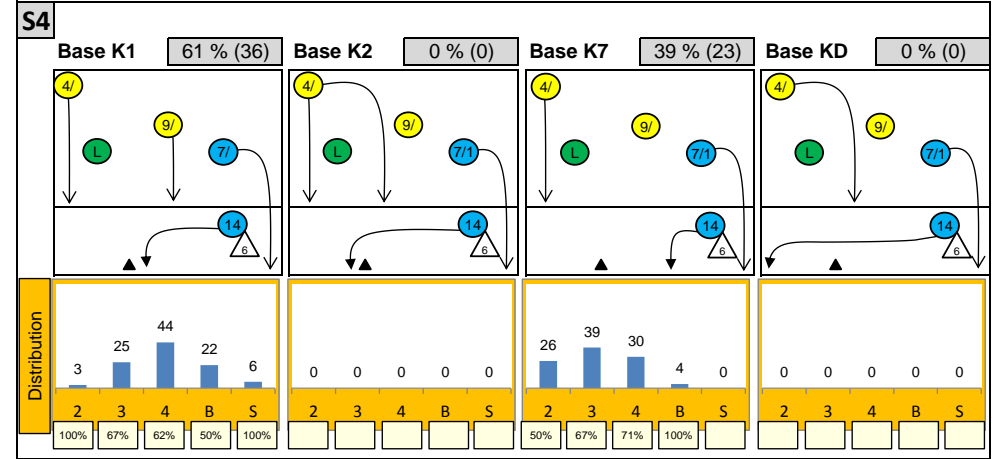 S4
Base K1 61 % (36) Base K2 0 % (0) Base K7 39 % (23) Base KD 0 % (0)
4/ 4/ 4/ 4/
9/ 9/ 9/ 9/
L 7/ L 7/1 L 7/1 L 7/1
14 14 14 14
6 6 6 6
Distribution
3 25 44 22 6 0 0 0 0 0 26 39 30 4 0 0 0 0 0 0
2 3 4 B S 2 3 4 B S 2 3 4 B S 2 3 4 B S
100% 67% 62% 50% 100% 50% 67% 71% 100%